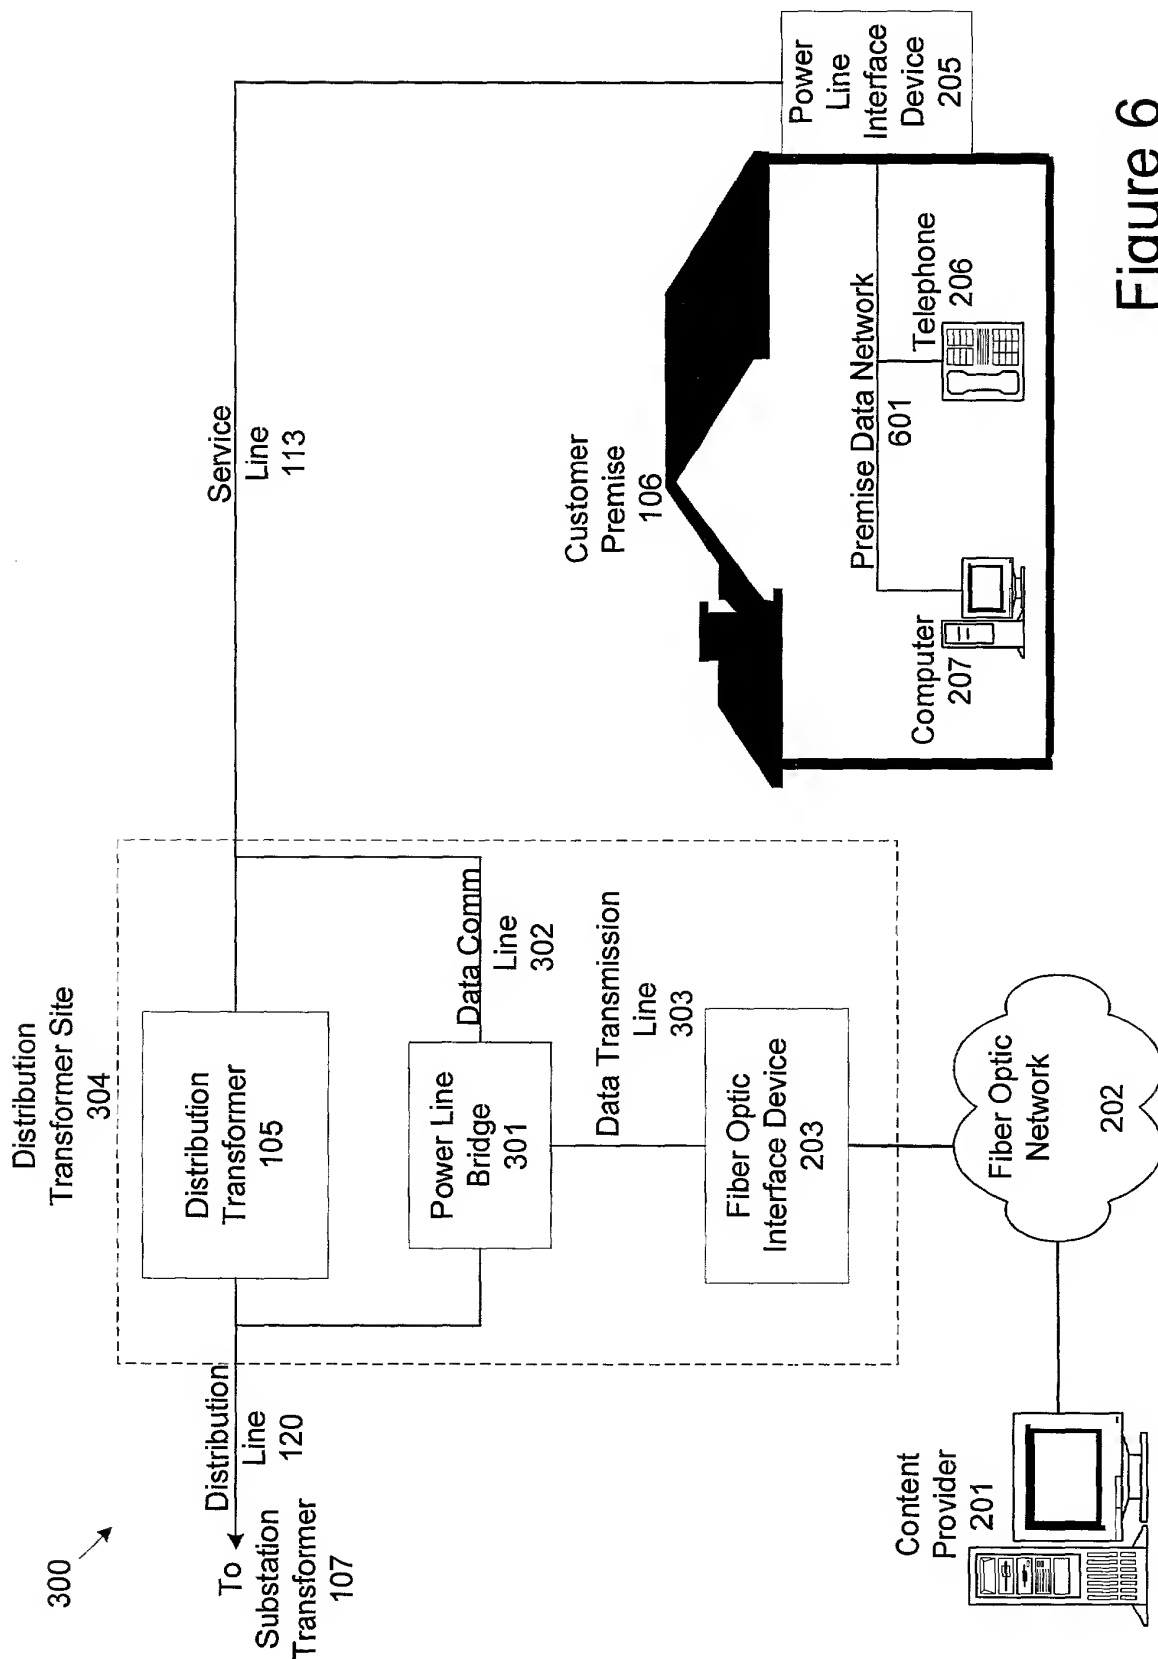 300
Distribution
Transformer Site
304
To
Substation
Transformer
107
Distribution
Line
120
Distribution
Transformer
105
Service
Line
113
Power Line
Bridge
301
Data Comm
Line
302
Data Transmission
Line
303
Fiber Optic
Interface Device
203
Customer
Premise
106
Power
Line
Interface
Device
205
Premise Data Network
601
Telephone
206
Computer
207
Content
Provider
201
Fiber Optic
Network
202
Figure 6